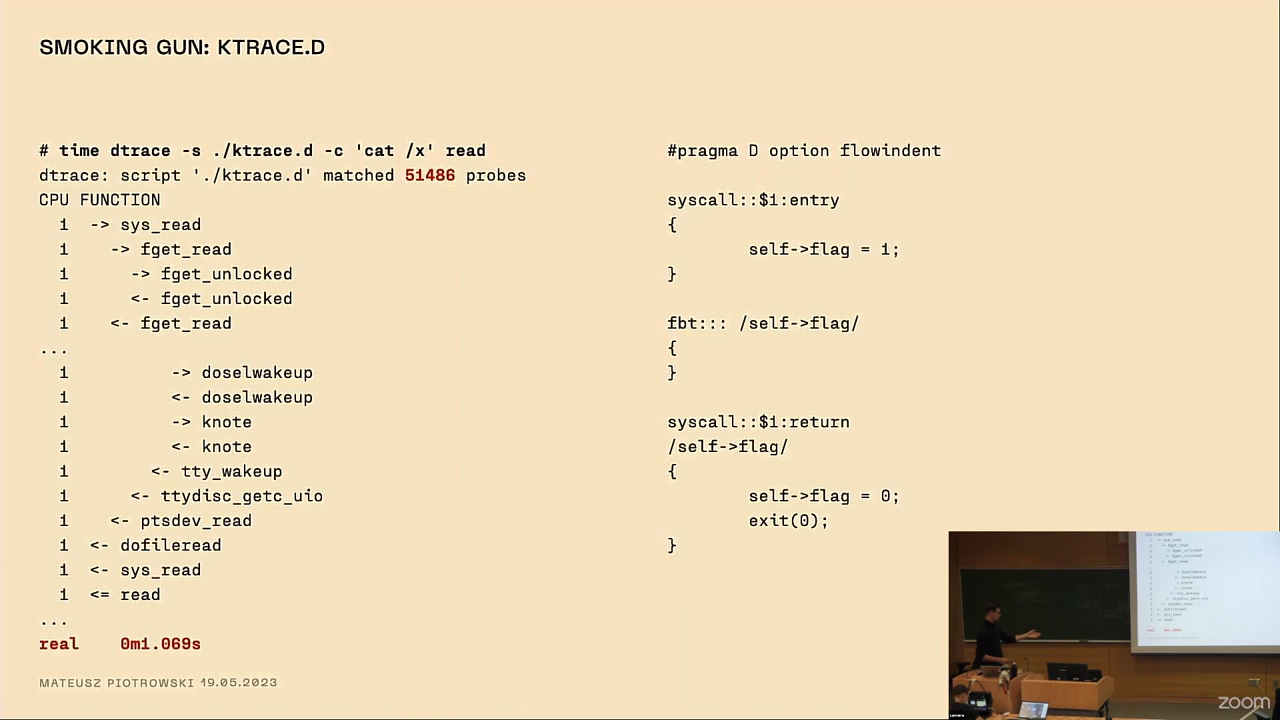 SMOKING GUN: KTRACE.D
# time dtrace -s ./ktrace.d -c 'cat /x' read
dtrace: script './ktrace.d' matched 51486 probes
CPU FUNCTION
1 -> sys_read
1 -> fget_read
1 -> fget_unlocked
1 <- fget_unlocked
1 <- fget_read
...
1 -> doselwakeup
1 <- doselwakeup
1 -> knote
1 <- knote
1 <- tty_wakeup
1 <- ttydisc_getc_uio
1 <- ptsdev_read
1 <- dofileread
1 <- sys_read
1 <= read
...
real 0m1.069s
#pragma D option flowindent
syscall::$1:entry
{
self->flag = 1;
}
fbt::: /self->flag/
{
}
syscall::$1:return
/self->flag/
{
self->flag = 0;
exit(0);
}
MATEUSZ PIOTROWSKI 19.05.2023
zoom